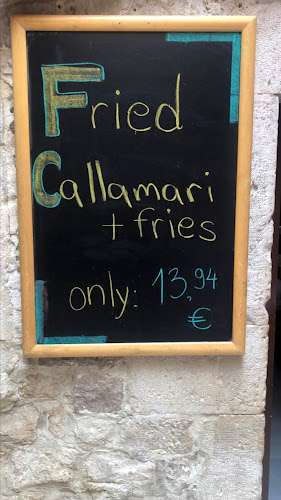 Fried
Callamari
+ fries
only: 13,94
€